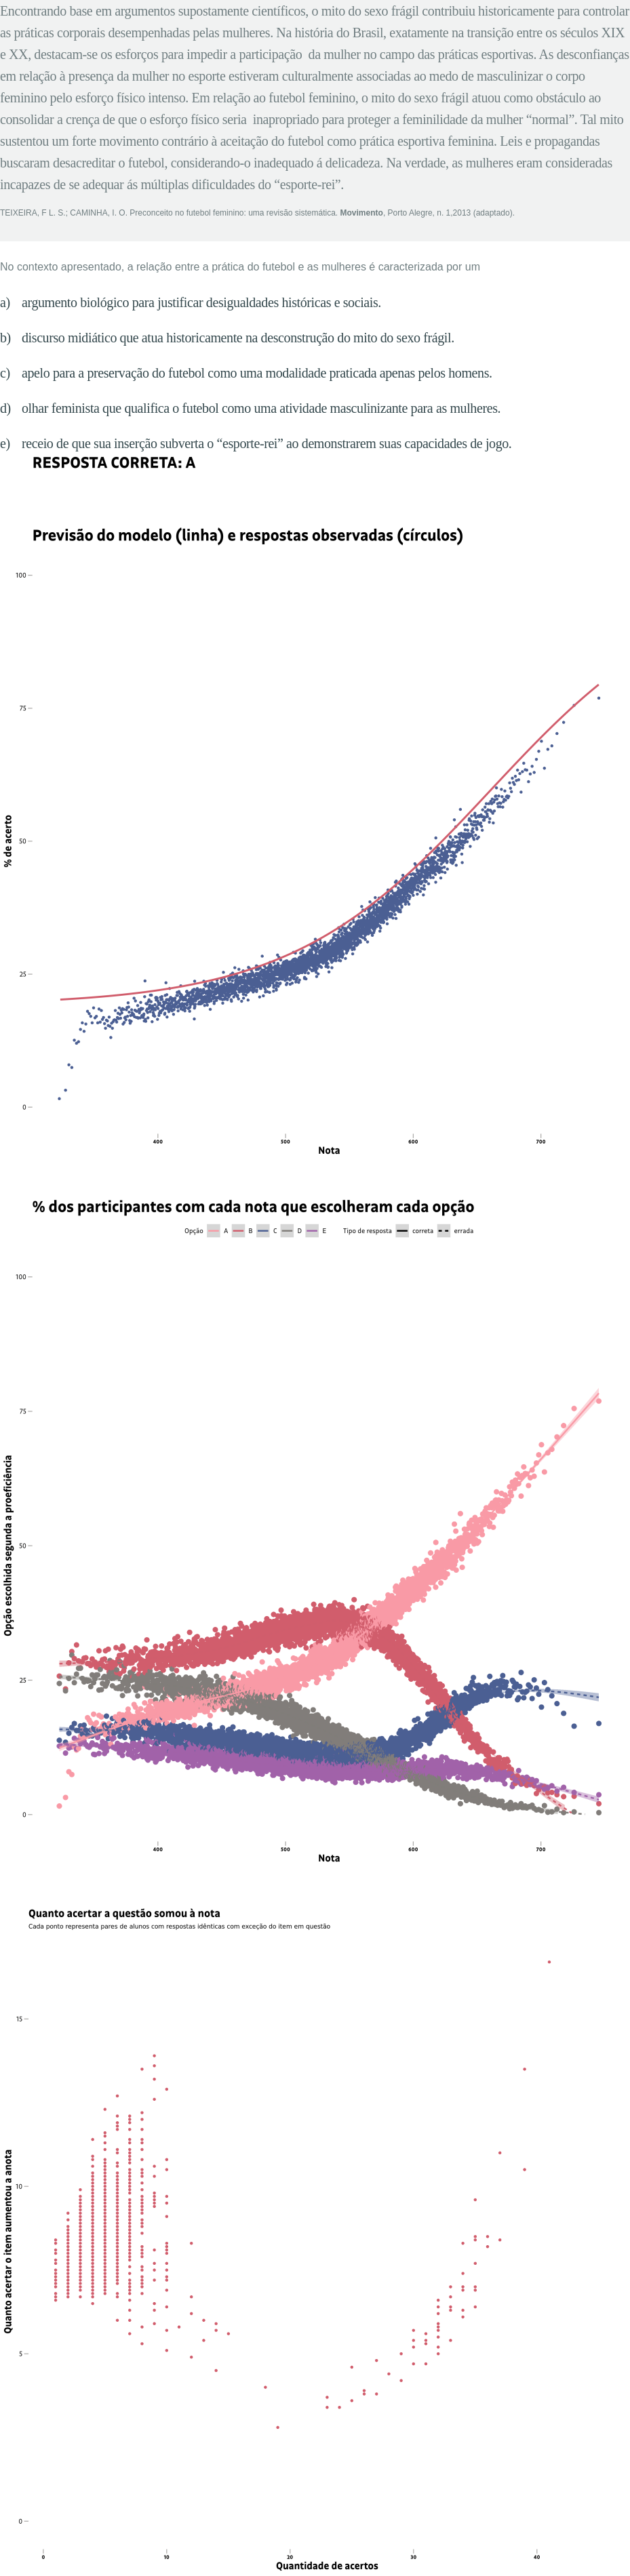 Encontrando base em argumentos supostamente científicos, o mito do sexo frágil contribuiu historicamente para controlar
as práticas corporais desempenhadas pelas mulheres. Na história do Brasil, exatamente na transição entre os séculos XIX
e XX, destacam-se os esforços para impedir a participação da mulher no campo das práticas esportivas. As desconfianças
em relação à presença da mulher no esporte estiveram culturalmente associadas ao medo de masculinizar o corpo
feminino pelo esforço físico intenso. Em relação ao futebol feminino, o mito do sexo frágil atuou como obstáculo ao
consolidar a crença de que o esforço físico seria inapropriado para proteger a feminilidade da mulher “normal”. Tal mito
sustentou um forte movimento contrário à aceitação do futebol como prática esportiva feminina. Leis e propagandas
buscaram desacreditar o futebol, considerando-o inadequado á delicadeza. Na verdade, as mulheres eram consideradas
incapazes de se adequar ás múltiplas dificuldades do “esporte-rei”.
TEIXEIRA, F L. S.; CAMINHA, I. O. Preconceito no futebol feminino: uma revisão sistemática. Movimento, Porto Alegre, n. 1,2013 (adaptado).
No contexto apresentado, a relação entre a prática do futebol e as mulheres é caracterizada por um
a) argumento biológico para justificar desigualdades históricas e sociais.
b) discurso midiático que atua historicamente na desconstrução do mito do sexo frágil.
c) apelo para a preservação do futebol como uma modalidade praticada apenas pelos homens.
d) olhar feminista que qualifica o futebol como uma atividade masculinizante para as mulheres.
e) receio de que sua inserção subverta o “esporte-rei” ao demonstrarem suas capacidades de jogo.
RESPOSTA CORRETA: A
Previsão do modelo (linha) e respostas observadas (círculos)
100
75
50
25
0
% de acerto
400 500 600 700
Nota
% dos participantes com cada nota que escolheram cada opção
Opção A B C D E Tipo de resposta correta errada
100
75
50
25
0
Opção escolhida segunda a proeficiência
400 500 600 700
Nota
Quanto acertar a questão somou à nota
Cada ponto representa pares de alunos com respostas idênticas com exceção do item em questão
15
10
5
0
Quanto acertar o item aumentou a anota
0 10 20 30 40
Quantidade de acertos